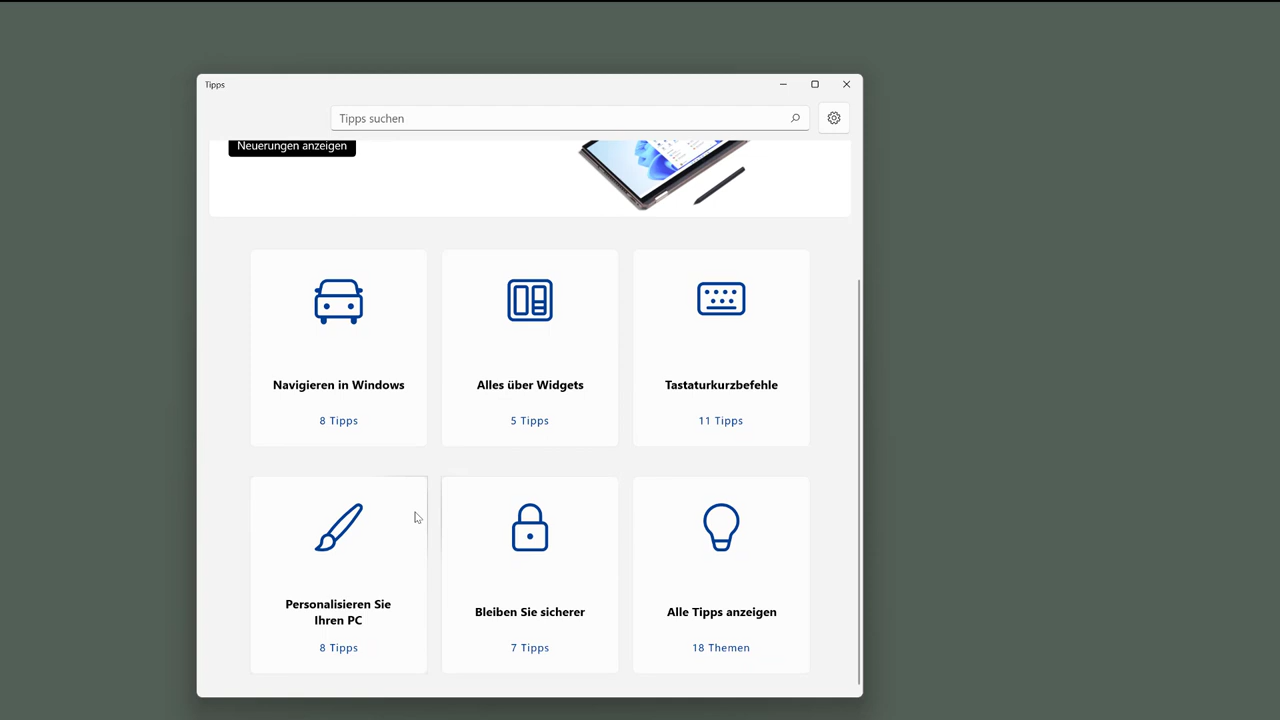 Tipps
Tipps suchen
Neuerungen anzeigen
Navigieren in Windows
8 Tipps
Alles über Widgets
5 Tipps
Tastaturkurzbefehle
11 Tipps
Personalisieren Sie
Ihren PC
8 Tipps
Bleiben Sie sicherer
7 Tipps
Alle Tipps anzeigen
18 Themen